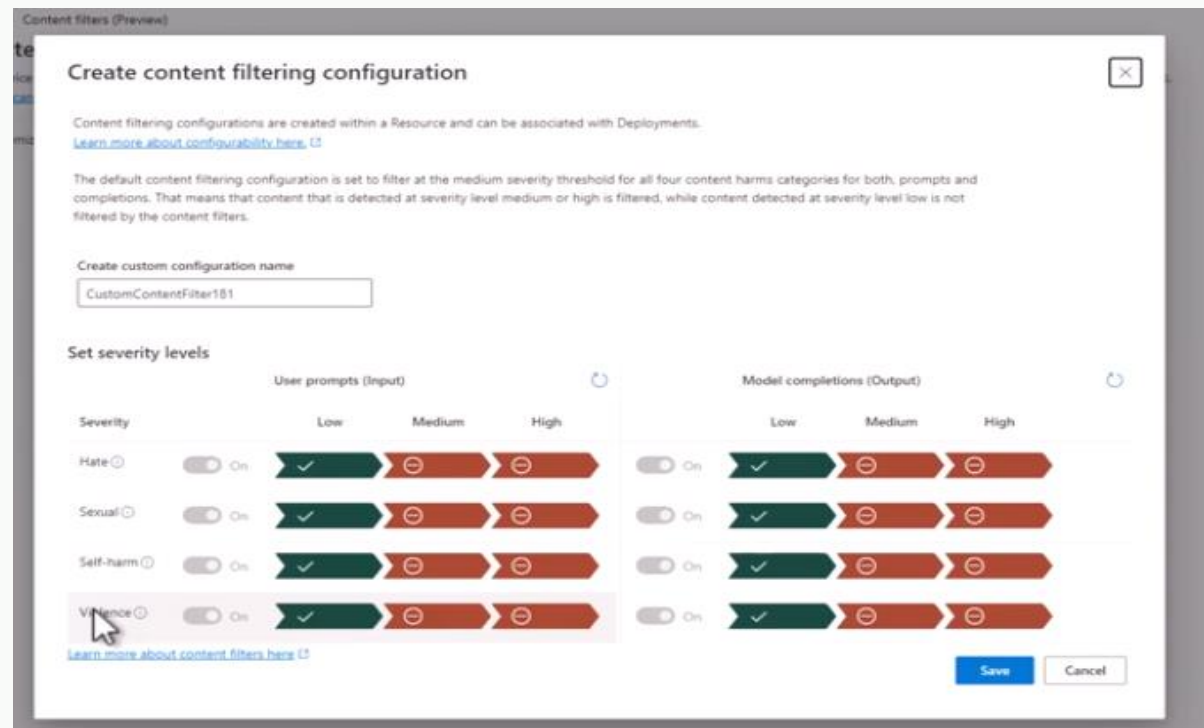 Content filters (Preview)
Create content filtering configuration
Content filtering configurations are created within a Resource and can be associated with Deployments.
Learn more about configurability here.
The default content filtering configuration is set to filter at the medium severity threshold for all four content harms categories for both, prompts and
completions. That means that content that is detected at severity level medium or high is filtered, while content detected at severity level low is not
filtered by the content filters.
Create custom configuration name
CustomContentFilter181
Set severity levels
User prompts (Input) Model completions (Output)
Severity Low Medium High Low Medium High
Hate On On
Sexual On On
Self-harm On On
Violence On On
Learn more about content filters here
Save Cancel